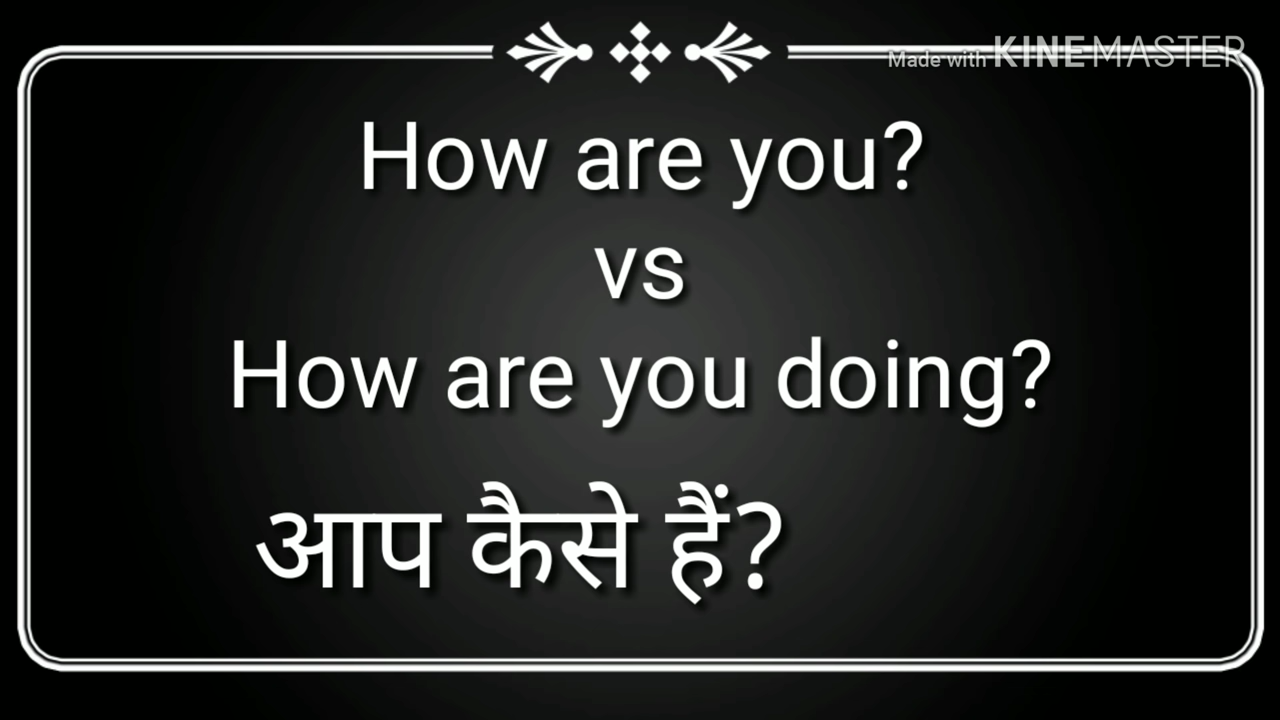 Made with KINEMASTER
How are you?
vs
How are you doing?
आप कैसे हैं?